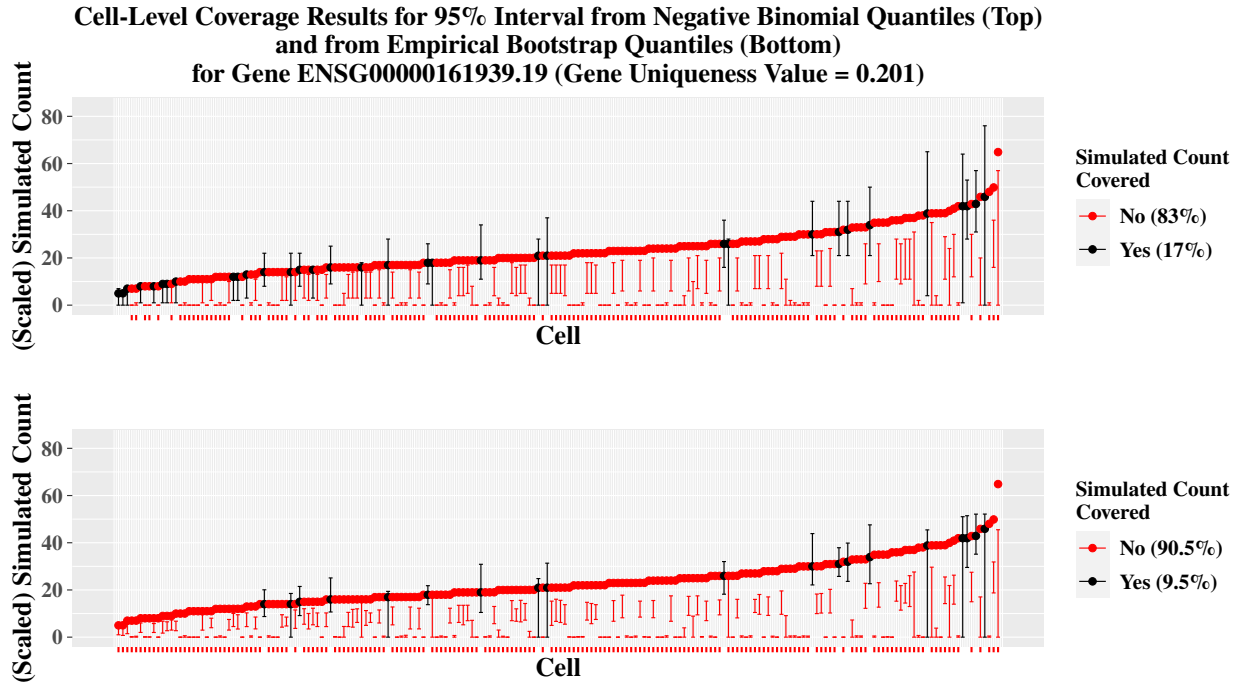 Cell-Level Coverage Results for 95% Interval from Negative Binomial Quantiles (Top)
and from Empirical Bootstrap Quantiles (Bottom)
for Gene ENSG00000161939.19 (Gene Uniqueness Value = 0.201)
(Scaled) Simulated Count
80
60
40
20
0
Cell
Simulated Count
Covered
No (83%)
Yes (17%)
(Scaled) Simulated Count
80
60
40
20
0
Cell
Simulated Count
Covered
No (90.5%)
Yes (9.5%)